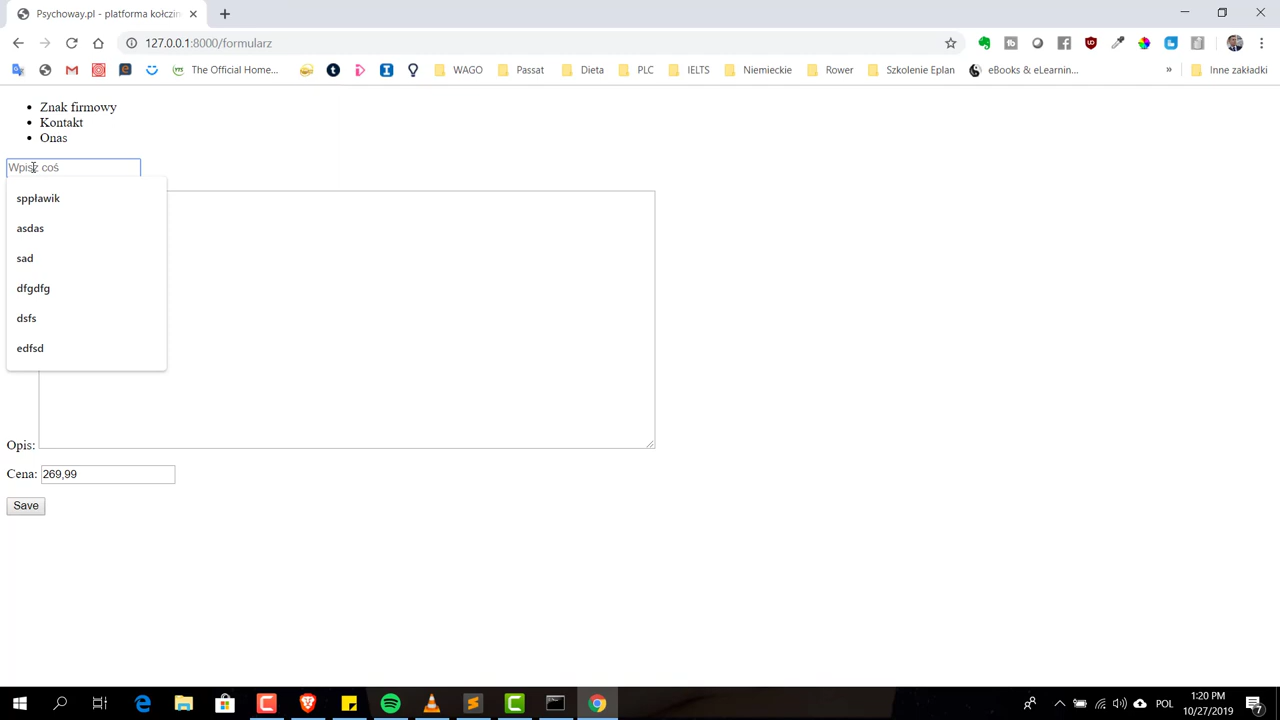 Psychoway.pl - platforma kołczin
127.0.0.1:8000/formularz
The Official Home...
WAGO
Passat
Dieta
PLC
IELTS
Niemieckie
Rower
Szkolenie Eplan
eBooks & eLearnin...
»
Inne zakładki
• Znak firmowy
• Kontakt
• Onas
Wpisz coś
sppławik
asdas
sad
dfgdfg
dsfs
edfsd
Opis:
Cena: 269,99
Save
POL
1:20 PM
10/27/2019
7